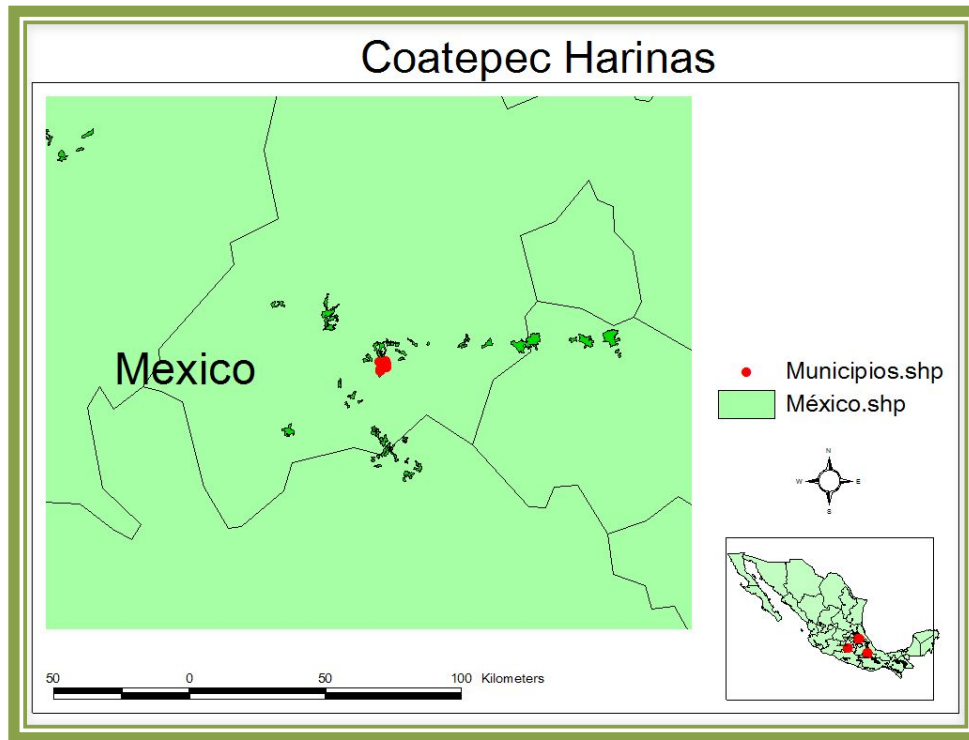 Coatepec Harinas
Mexico
Municipios.shp
México.shp
N
W E
S
50 0 50 100 Kilometers